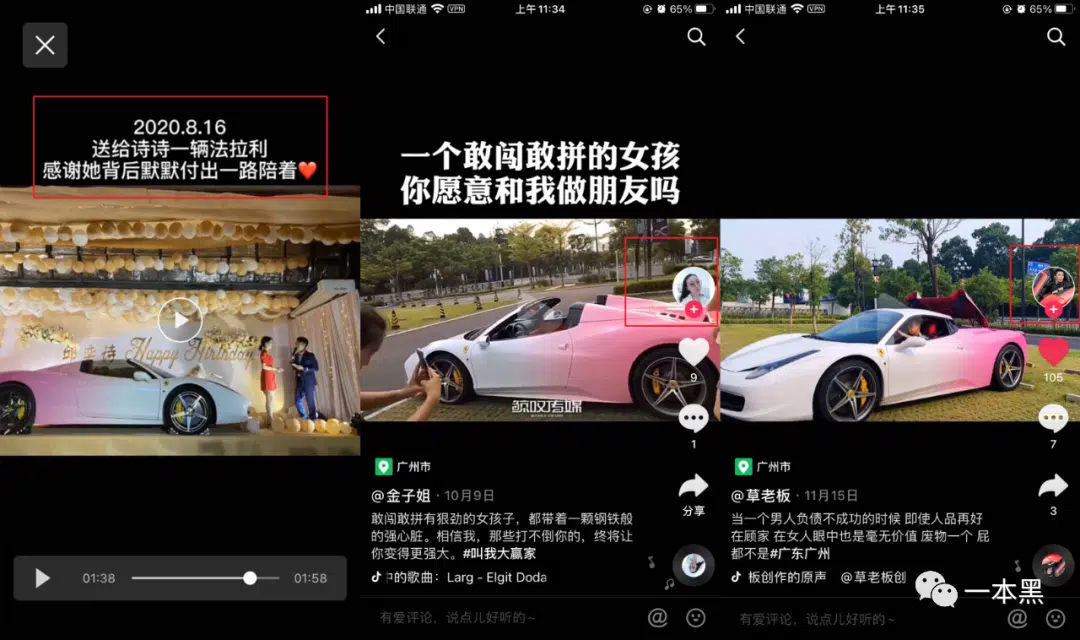 2020.8.16
送给诗诗一辆法拉利
感谢她背后默默付出一路陪着❤️
Happy Birthday
01:38
01:58
中国联通
VPN
上午11:34
65%
一个敢闯敢拼的女孩
你愿意和我做朋友吗
9
鲸叹传媒
1
广州市
分享
@金子姐 · 10月9日
敢闯敢拼有狠劲的女孩子，都带着一颗钢铁般
的强心脏。相信我，那些打不倒你的，终将让
你变得更强大。#叫我大赢家
中的歌曲：Larg - Elgit Doda
有爱评论，说点儿好听的~
中国联通
VPN
上午11:35
65%
105
7
广州市
3
@草老板 · 11月15日
当一个男人负债不成功的时候 即使人品再好
在顾家 在女人眼中也是毫无价值 废物一个 屁
都不是#广东广州
板创作的原声 @草老板创
有爱评论，说点儿好听的~
一本黑